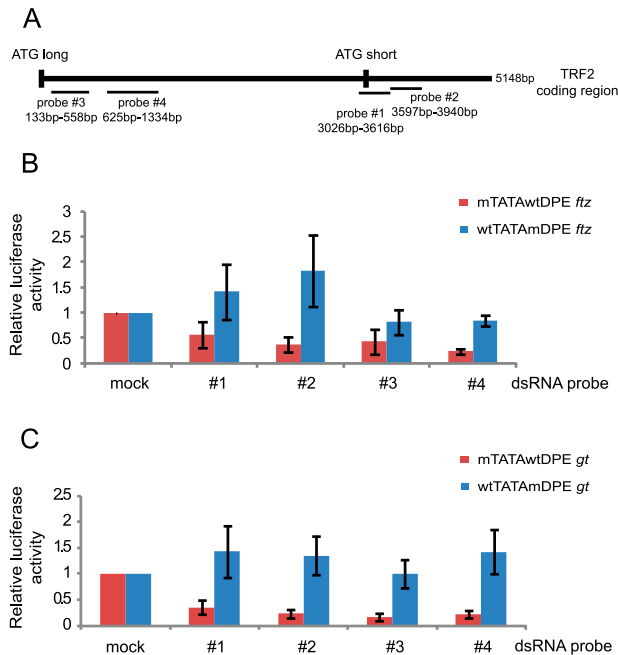 A
ATG long
ATG short
5148bp
TRF2
coding region
probe #3
133bp-558bp
probe #4
625bp-1334bp
probe #1
3026bp-3616bp
probe #2
3597bp-3940bp
B
mTATAwtDPE ftz
wtTATAmDPE ftz
Relative luciferase
activity
3
2.5
2
1.5
1
0.5
0
mock
#1
#2
#3
#4
dsRNA probe
C
mTATAwtDPE gt
wtTATAmDPE gt
Relative luciferase
activity
2.5
2
1.5
1
0.5
0
mock
#1
#2
#3
#4
dsRNA probe